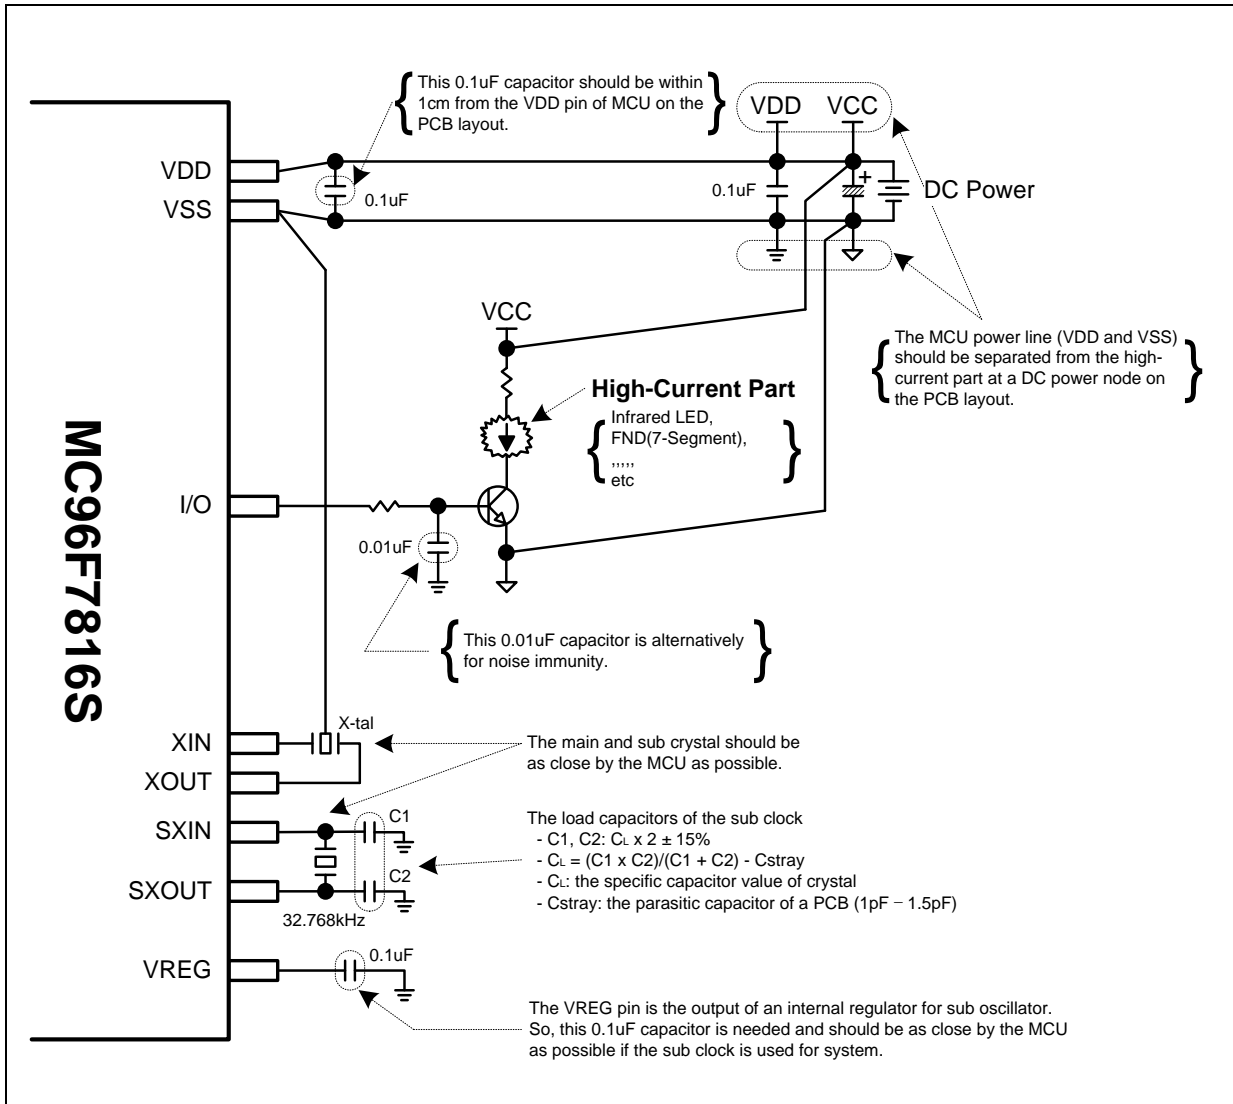 This 0.1uF capacitor should be within
1cm from the VDD pin of MCU on the
PCB layout.
VDD VCC
VDD
VSS
0.1uF
0.1uF
+
DC Power
VCC
The MCU power line (VDD and VSS)
should be separated from the high-
current part at a DC power node on
the PCB layout.
High-Current Part
Infrared LED,
FND(7-Segment),
,,,,,
etc
MC96F7816S
I/O
0.01uF
This 0.01uF capacitor is alternatively
for noise immunity.
X-tal
XIN
XOUT
The main and sub crystal should be
as close by the MCU as possible.
SXIN
C1
SXOUT
C2
32.768kHz
The load capacitors of the sub clock
- C1, C2: CL x 2 ± 15%
- CL = (C1 x C2)/(C1 + C2) - Cstray
- CL: the specific capacitor value of crystal
- Cstray: the parasitic capacitor of a PCB (1pF – 1.5pF)
VREG
0.1uF
The VREG pin is the output of an internal regulator for sub oscillator.
So, this 0.1uF capacitor is needed and should be as close by the MCU
as possible if the sub clock is used for system.